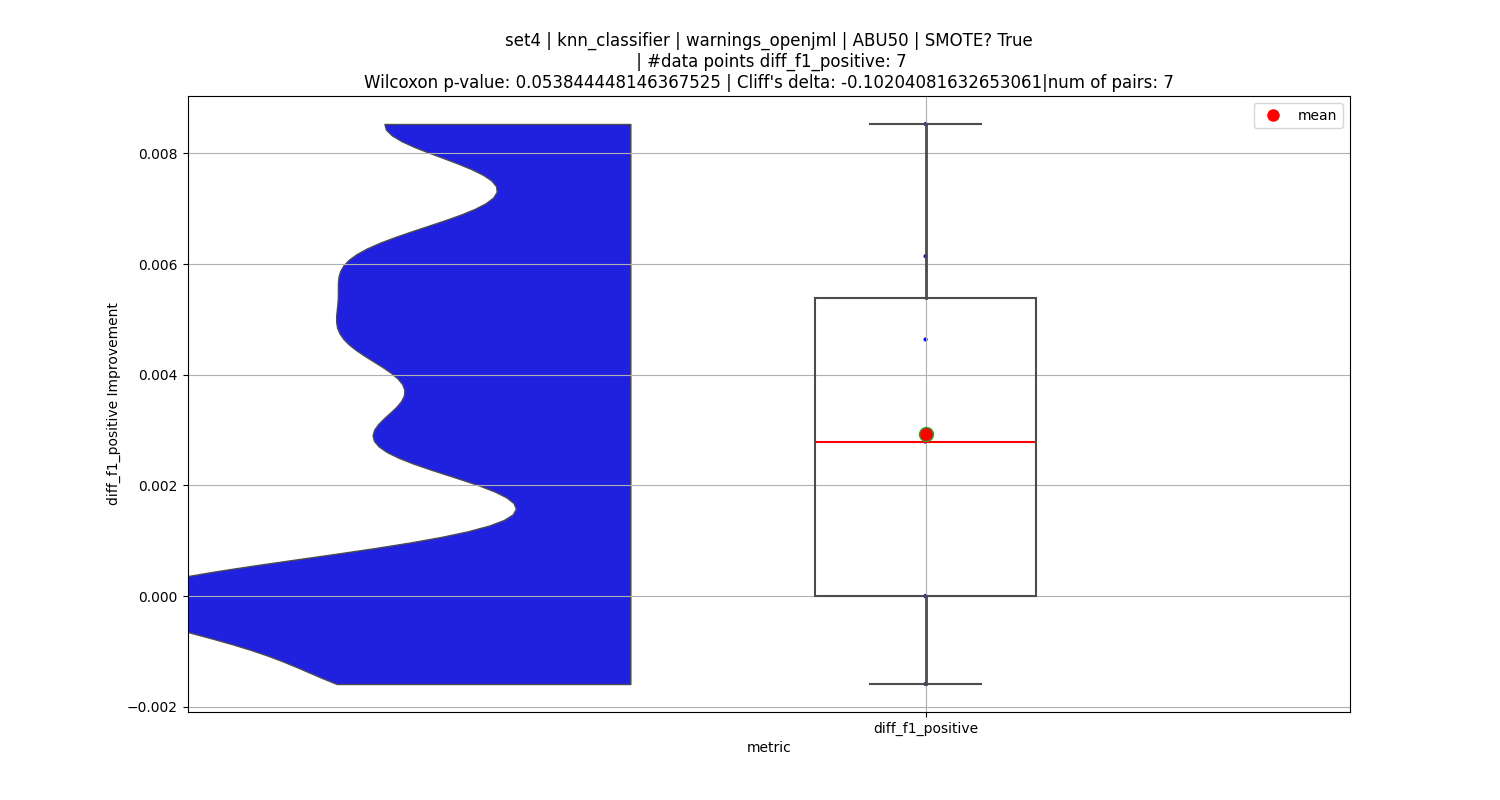 set4 | knn_classifier | warnings_openjml | ABU50 | SMOTE? True
| #data points diff_f1_positive: 7
Wilcoxon p-value: 0.053844448146367525 | Cliff's delta: -0.10204081632653061|num of pairs: 7
mean
0.008
0.006
0.004
0.002
0.000
−0.002
diff_f1_positive Improvement
diff_f1_positive
metric